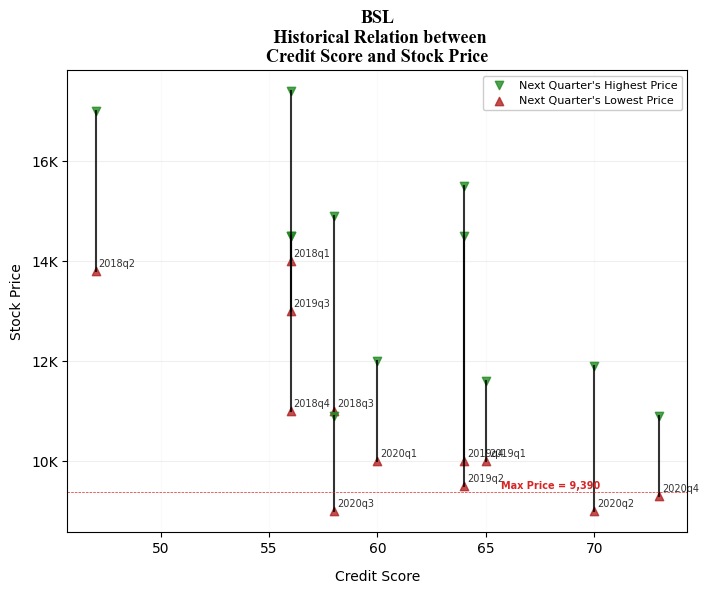 BSL
Historical Relation between
Credit Score and Stock Price
Next Quarter's Highest Price
Next Quarter's Lowest Price
Stock Price
16K
14K
12K
10K
2018q2
2018q1
2019q3
2018q4
2018q3
2020q1
2019q4
2019q1
2019q2
Max Price = 9,390
2020q4
2020q3
2020q2
50
55
60
65
70
Credit Score